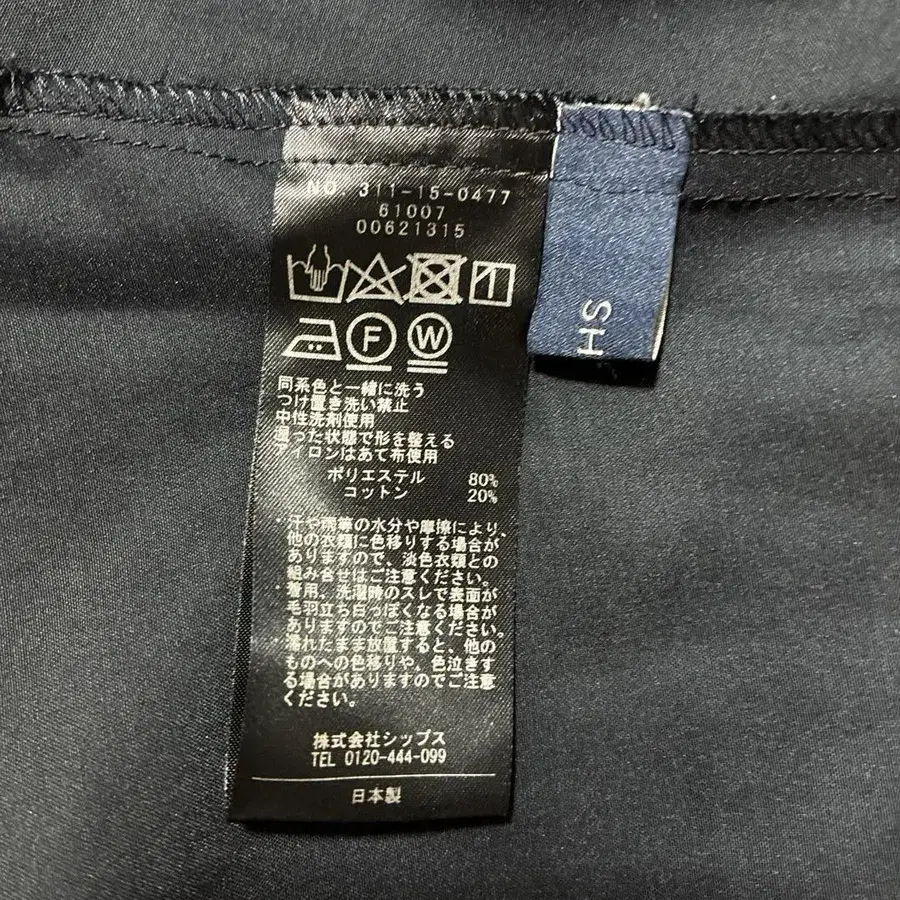 NO 311-15-0477
61007
00621315
F
W
同系色と一緒に洗う
つけ置き洗い禁止
中性洗剤使用
湿った状態で形を整える
アイロンはあて布使用
ポリエステル 80%
コットン 20%
・汗や雨等の水分や摩擦により、
他の衣類に色移りする場合が
ありますので、淡色衣類との
組み合せはご注意ください。
・着用、洗濯時のスレで表面が
毛羽立ち白っぽくなる場合が
ありますのでご注意ください。
・濡れたまま放置すると、他の
ものへの色移りや、色泣きす
る場合がありますのでご注意
ください。
株式会社シップス
TEL 0120-444-099
日本製
SH